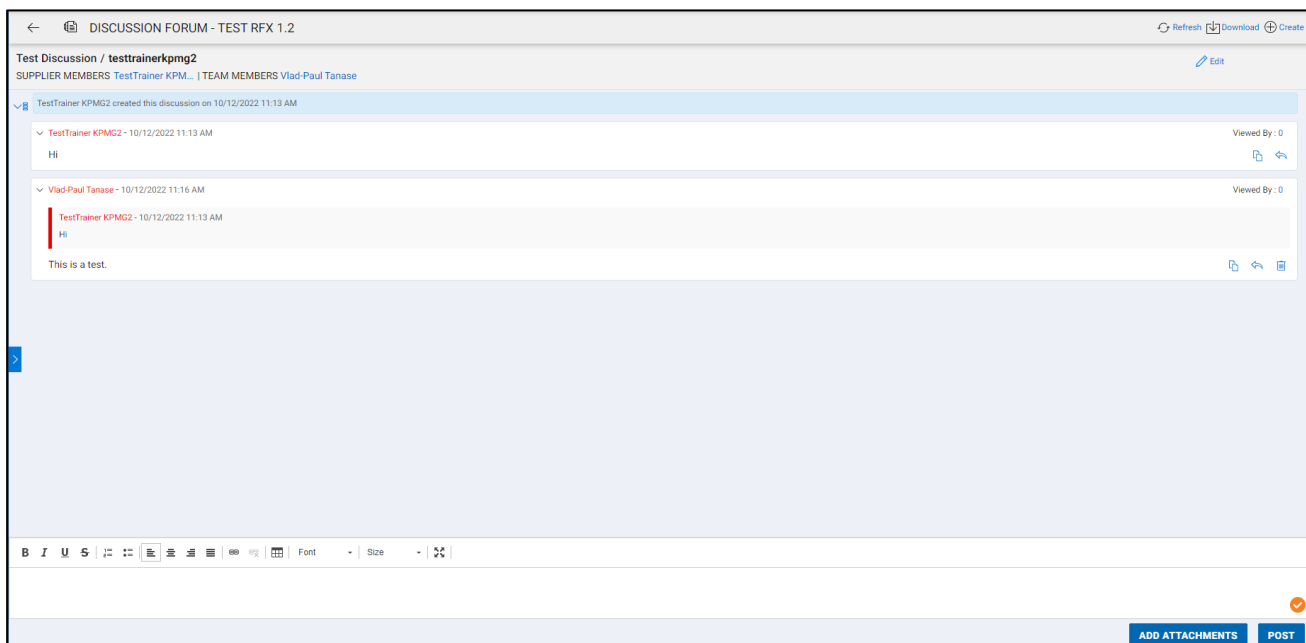 DISCUSSION FORUM - TEST RFX 1.2
Refresh Download Create
Test Discussion / testtrainerkpmg2
Edit
SUPPLIER MEMBERS TestTrainer KPM... | TEAM MEMBERS Vlad-Paul Tanase
TestTrainer KPMG2 created this discussion on 10/12/2022 11:13 AM
TestTrainer KPMG2 - 10/12/2022 11:13 AM
Viewed By : 0
Hi
Vlad-Paul Tanase - 10/12/2022 11:16 AM
Viewed By : 0
TestTrainer KPMG2 - 10/12/2022 11:13 AM
Hi
This is a test.
B I U S Font Size
ADD ATTACHMENTS POST